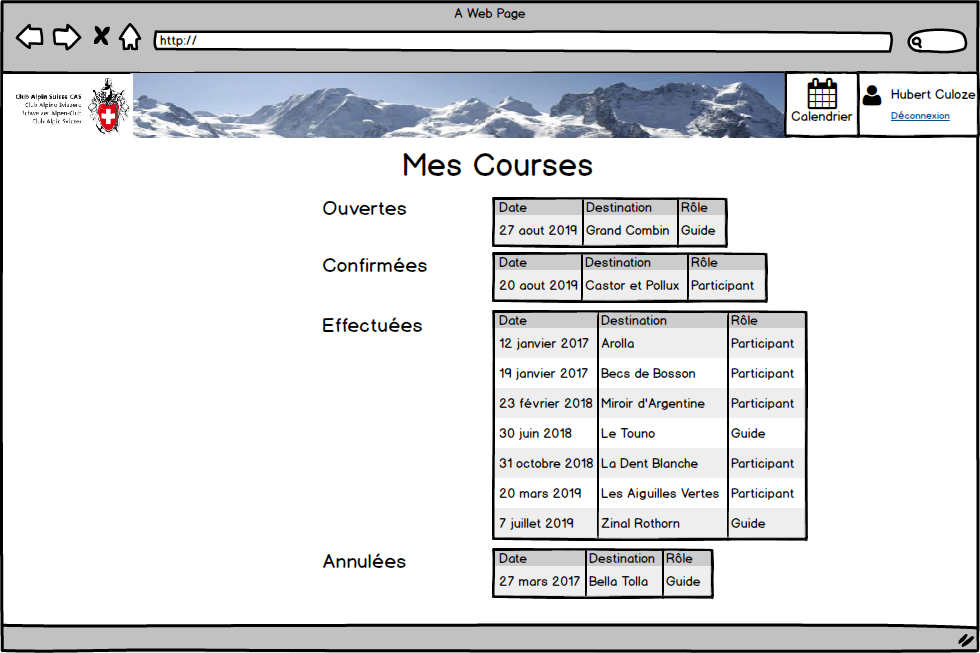 A Web Page
http://
Club Alpin Suisse CAS
Club Alpino Svizzero
Schweizer Alpen-Club
Club Alpin Svizzer
Calendrier
Hubert Culoze
Déconnexion
Mes Courses
Ouvertes
Date Destination Rôle
27 aout 2019 Grand Combin Guide
Confirmées
Date Destination Rôle
20 aout 2019 Castor et Pollux Participant
Effectuées
Date Destination Rôle
12 janvier 2017 Arolla Participant
19 janvier 2017 Becs de Bosson Participant
23 février 2018 Miroir d'Argentine Participant
30 juin 2018 Le Touno Guide
31 octobre 2018 La Dent Blanche Participant
20 mars 2019 Les Aiguilles Vertes Participant
7 juillet 2019 Zinal Rothorn Guide
Annulées
Date Destination Rôle
27 mars 2017 Bella Tolla Guide